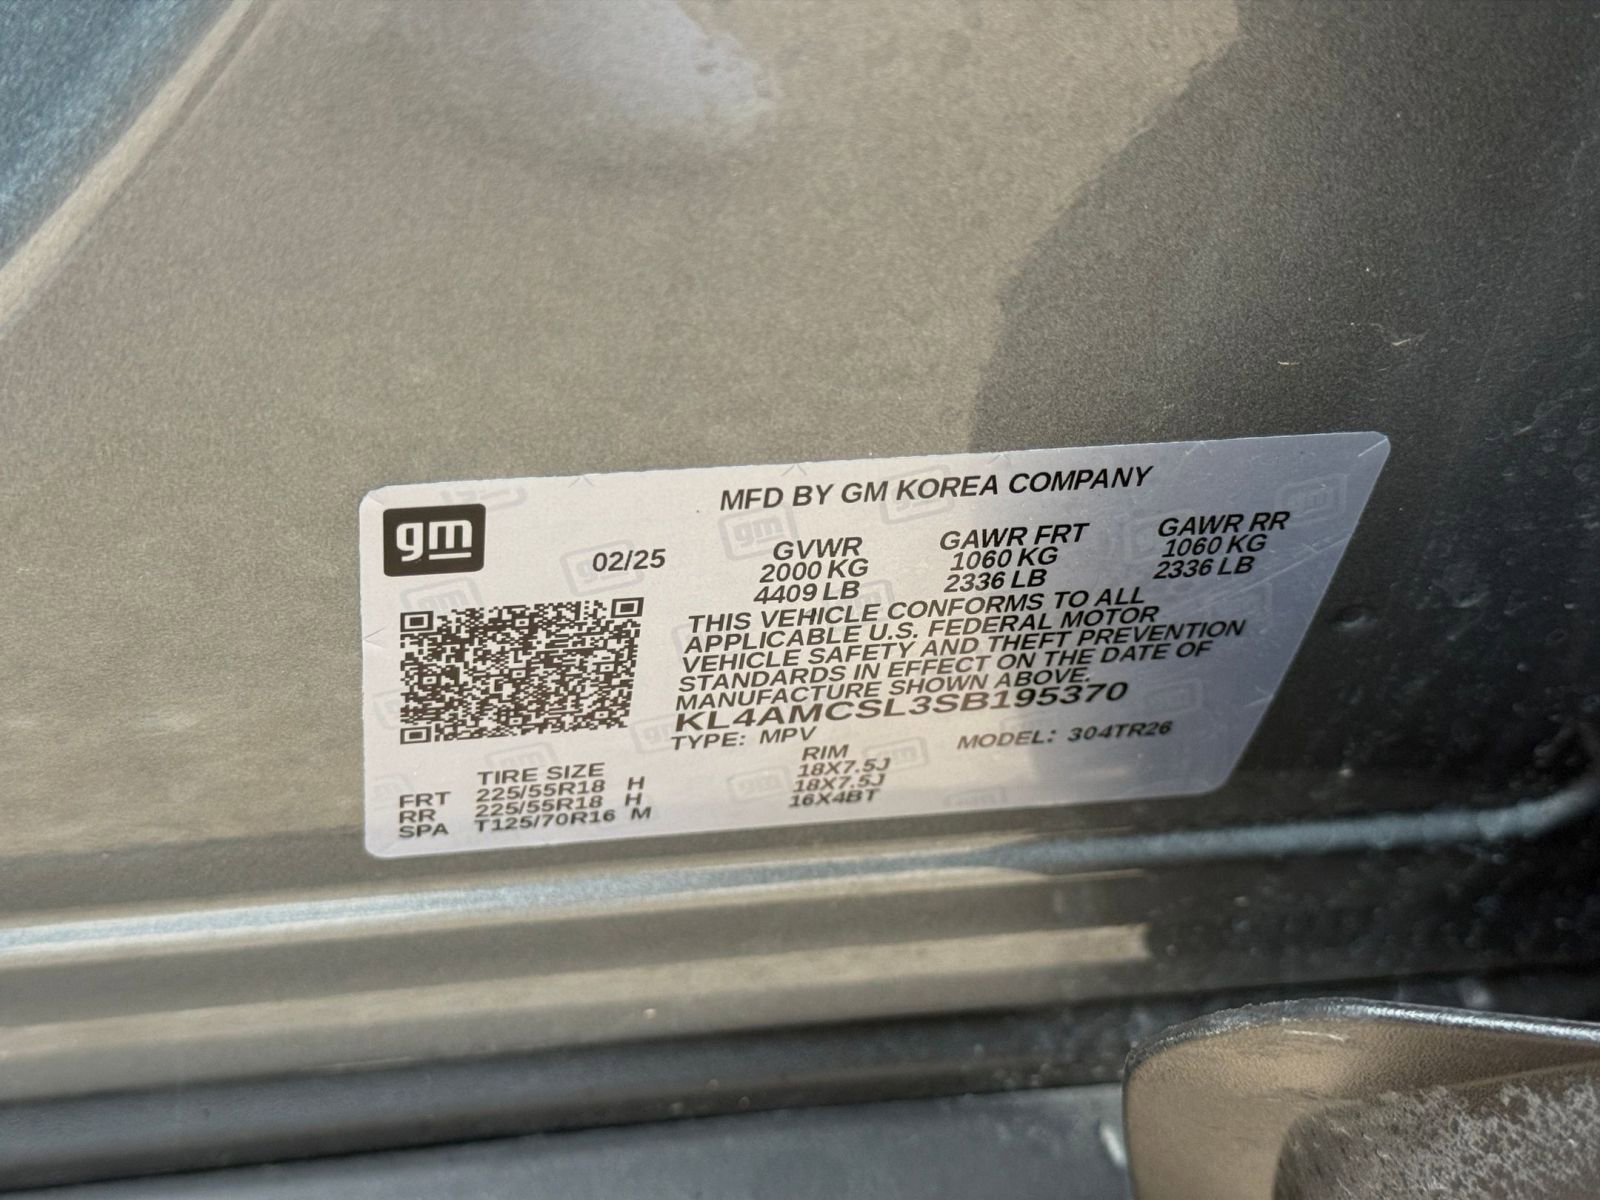 MFD BY GM KOREA COMPANY
gm
02/25
GVWR GAWR FRT GAWR RR
2000 KG 1060 KG 1060 KG
4409 LB 2336 LB 2336 LB
THIS VEHICLE CONFORMS TO ALL
APPLICABLE U.S. FEDERAL MOTOR
VEHICLE SAFETY AND THEFT PREVENTION
STANDARDS IN EFFECT ON THE DATE OF
MANUFACTURE SHOWN ABOVE.
KL4AMCSL3SB195370
TYPE: MPV MODEL: 304TR26
TIRE SIZE RIM
FRT 225/55R18 H 18X7.5J
RR 225/55R18 H 18X7.5J
SPA T125/70R16 M 16X4BT